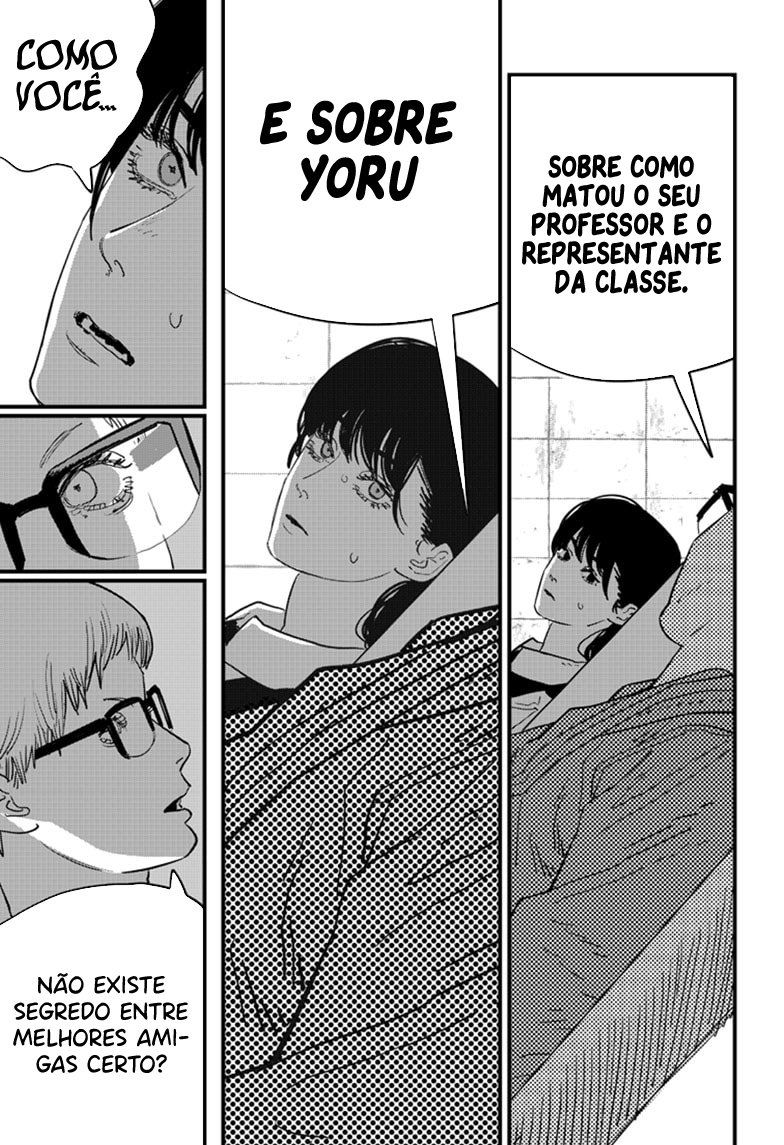 SOBRE COMO
MATOU O SEU
PROFESSOR E O
REPRESENTANTE
DA CLASSE.
E SOBRE
YORU
COMO
VOCÊ...
NÃO EXISTE
SEGREDO ENTRE
MELHORES AMI-
GAS CERTO?